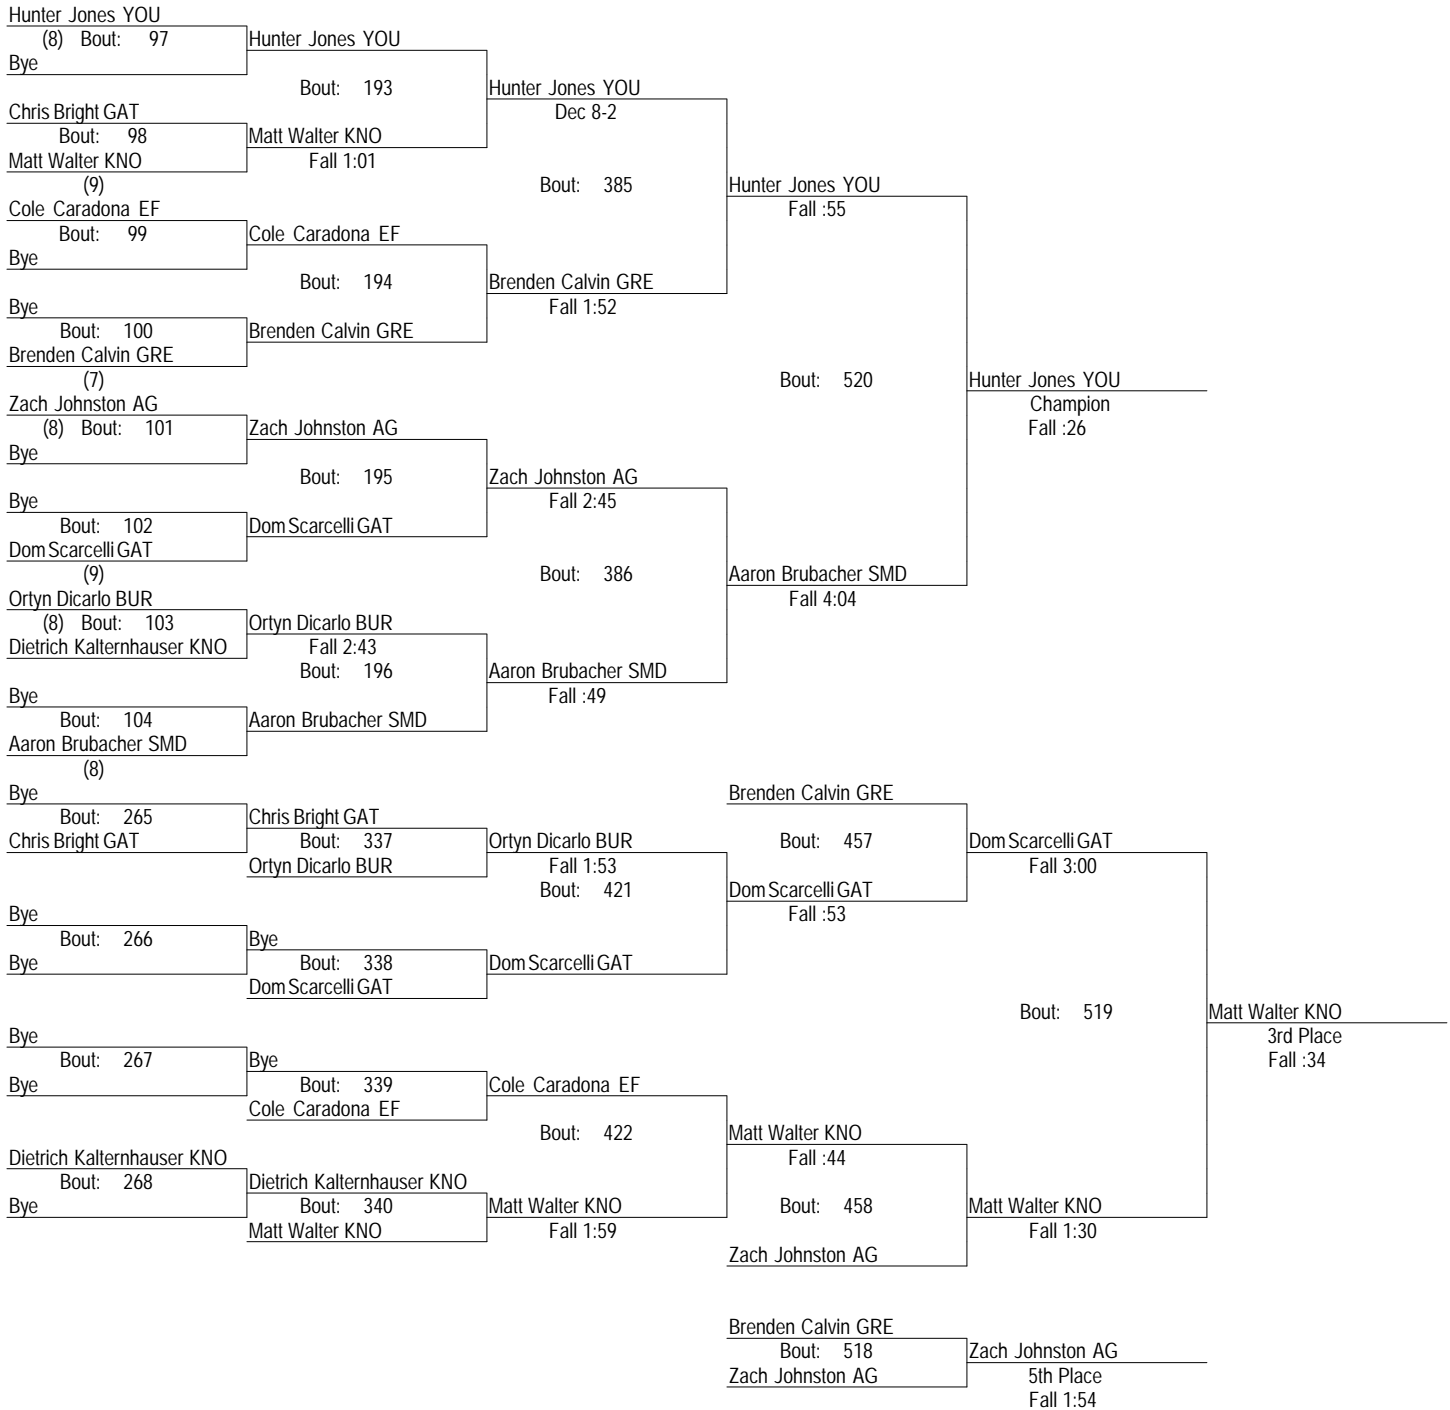 Hunter Jones YOU
(8) Bout: 97 Hunter Jones YOU
Bye
Bout: 193 Hunter Jones YOU
Chris Bright GAT Dec 8-2
Bout: 98 Matt Walter KNO
Matt Walter KNO Fall 1:01
(9) Bout: 385 Hunter Jones YOU
Cole Caradona EF Fall :55
Bout: 99 Cole Caradona EF
Bye
Bout: 194 Brenden Calvin GRE
Bye Fall 1:52
Bout: 100 Brenden Calvin GRE
Brenden Calvin GRE
(7) Bout: 520 Hunter Jones YOU
Zach Johnston AG Champion
(8) Bout: 101 Zach Johnston AG Fall :26
Bye
Bout: 195 Zach Johnston AG
Bye Fall 2:45
Bout: 102 Dom Scarcelli GAT
Dom Scarcelli GAT
(9) Bout: 386 Aaron Brubacher SMD
Ortyn Dicarlo BUR Fall 4:04
(8) Bout: 103 Ortyn Dicarlo BUR
Dietrich Kalternhauser KNO Fall 2:43
Bout: 196 Aaron Brubacher SMD
Bye Fall :49
Bout: 104 Aaron Brubacher SMD
Aaron Brubacher SMD
(8)
Bye Brenden Calvin GRE
Bout: 265 Chris Bright GAT
Chris Bright GAT Bout: 337 Ortyn Dicarlo BUR Bout: 457 Dom Scarcelli GAT
Ortyn Dicarlo BUR Fall 1:53 Fall 3:00
Bout: 421 Dom Scarcelli GAT
Bye Fall :53
Bout: 266 Bye
Bye Bout: 338 Dom Scarcelli GAT
Dom Scarcelli GAT
Bout: 519 Matt Walter KNO
Bye 3rd Place
Bout: 267 Bye Fall :34
Bye Bout: 339 Cole Caradona EF
Cole Caradona EF
Bout: 422 Matt Walter KNO
Dietrich Kalternhauser KNO Fall :44
Bout: 268 Dietrich Kalternhauser KNO
Bye Bout: 340 Matt Walter KNO Bout: 458 Matt Walter KNO
Matt Walter KNO Fall 1:59 Fall 1:30
Zach Johnston AG
Brenden Calvin GRE
Bout: 518 Zach Johnston AG
Zach Johnston AG 5th Place
Fall 1:54